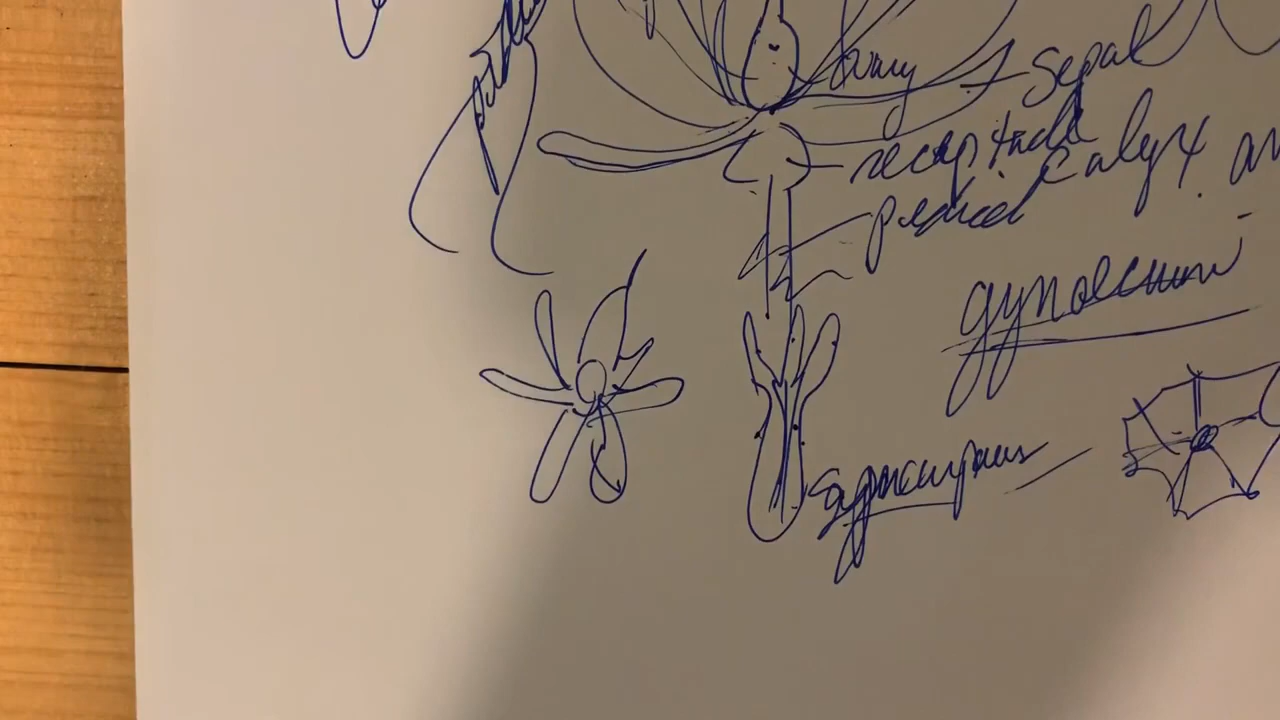 ovary
sepal
receptacle
calyx
pedicel
gynoecium
Syncarpous